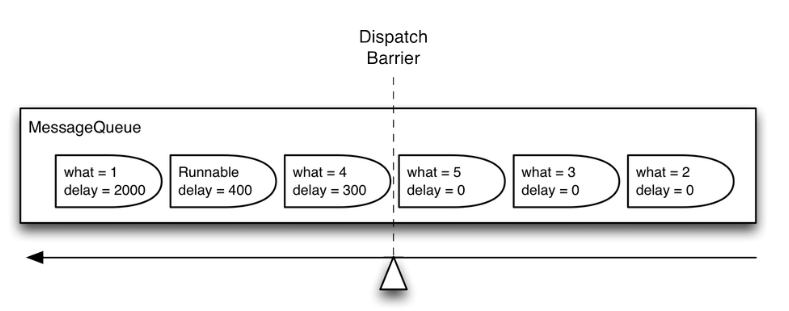 Dispatch
Barrier
MessageQueue
what = 1
delay = 2000
Runnable
delay = 400
what = 4
delay = 300
what = 5
delay = 0
what = 3
delay = 0
what = 2
delay = 0